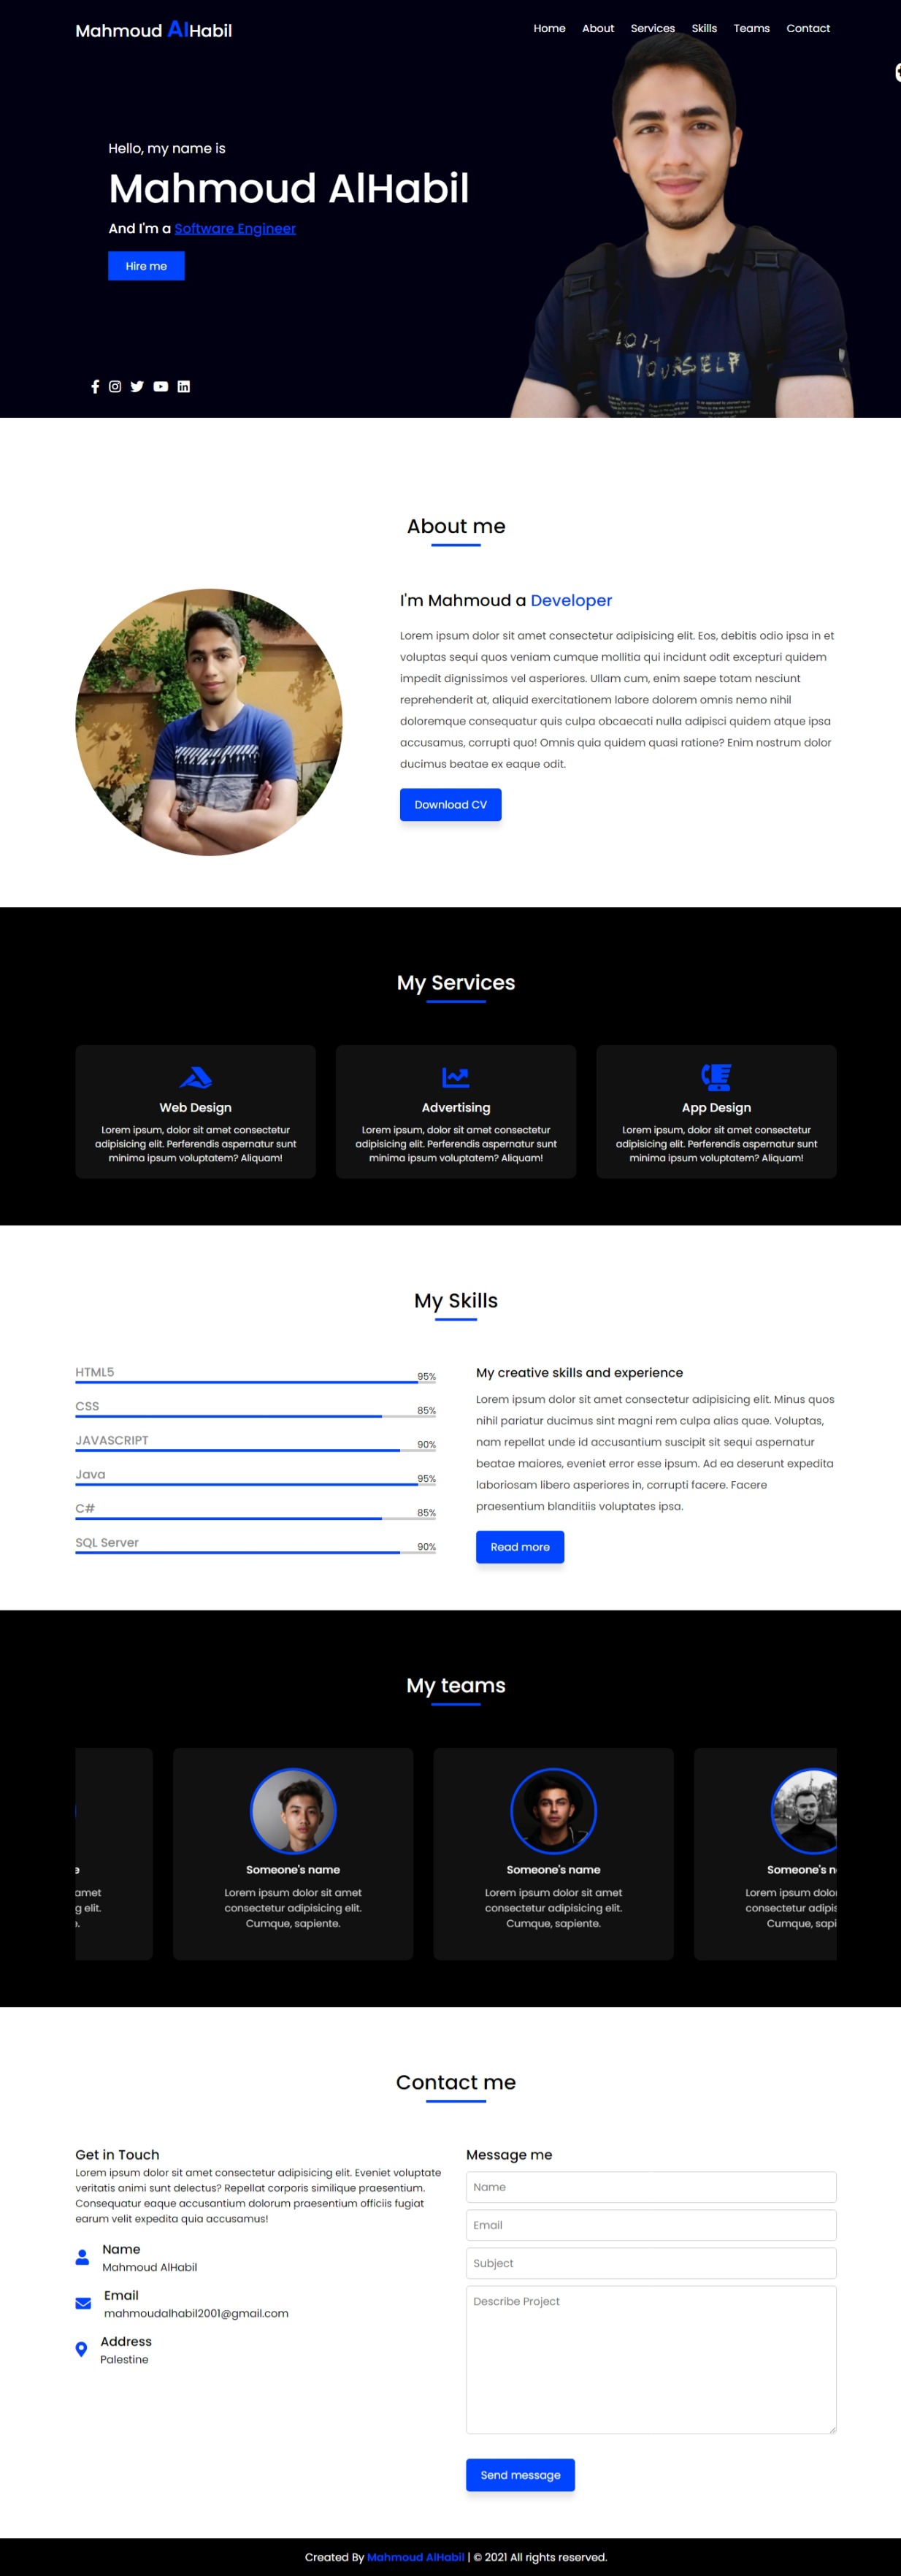 Mahmoud AlHabil
Home About Services Skills Teams Contact
Hello, my name is
Mahmoud AlHabil
And I'm a Software Engineer
Hire me
YOURSELF
About me
I'm Mahmoud a Developer
Lorem ipsum dolor sit amet consectetur adipisicing elit. Eos, debitis odio ipsa in et
voluptas sequi quos veniam cumque mollitia qui incidunt odit excepturi quidem
impedit dignissimos vel asperiores. Ullam cum, enim saepe totam nesciunt
reprehenderit at, aliquid exercitationem labore dolorem omnis nemo nihil
doloremque consequatur quis culpa obcaecati nulla adipisci quidem atque ipsa
accusamus, corrupti quo! Omnis quia quidem quasi ratione? Enim nostrum dolor
ducimus beatae ex eaque odit.
Download CV
My Services
Web Design
Lorem ipsum, dolor sit amet consectetur
adipisicing elit. Perferendis aspernatur sunt
minima ipsum voluptatem? Aliquam!
Advertising
Lorem ipsum, dolor sit amet consectetur
adipisicing elit. Perferendis aspernatur sunt
minima ipsum voluptatem? Aliquam!
App Design
Lorem ipsum, dolor sit amet consectetur
adipisicing elit. Perferendis aspernatur sunt
minima ipsum voluptatem? Aliquam!
My Skills
HTML5 95%
CSS 85%
JAVASCRIPT 90%
Java 95%
C# 85%
SQL Server 90%
My creative skills and experience
Lorem ipsum dolor sit amet consectetur adipisicing elit. Minus quos
nihil pariatur ducimus sint magni rem culpa alias quae. Voluptas,
nam repellat unde id accusantium suscipit sit sequi aspernatur
beatae maiores, eveniet error esse ipsum. Ad ea deserunt expedita
laboriosam libero asperiores in, corrupti facere. Facere
praesentium blanditiis voluptates ipsa.
Read more
My teams
e
amet
g elit.
e.
Someone's name
Lorem ipsum dolor sit amet
consectetur adipisicing elit.
Cumque, sapiente.
Someone's name
Lorem ipsum dolor sit amet
consectetur adipisicing elit.
Cumque, sapiente.
Someone's n
Lorem ipsum dolor
consectetur adipis
Cumque, sapi
Contact me
Get in Touch
Lorem ipsum dolor sit amet consectetur adipisicing elit. Eveniet voluptate
veritatis animi sunt delectus? Repellat corporis similique praesentium.
Consequatur eaque accusantium dolorum praesentium officiis fugiat
earum velit expedita quia accusamus!
Name
Mahmoud AlHabil
Email
mahmoudalhabil2001@gmail.com
Address
Palestine
Message me
Name
Email
Subject
Describe Project
Send message
Created By Mahmoud AlHabil | © 2021 All rights reserved.